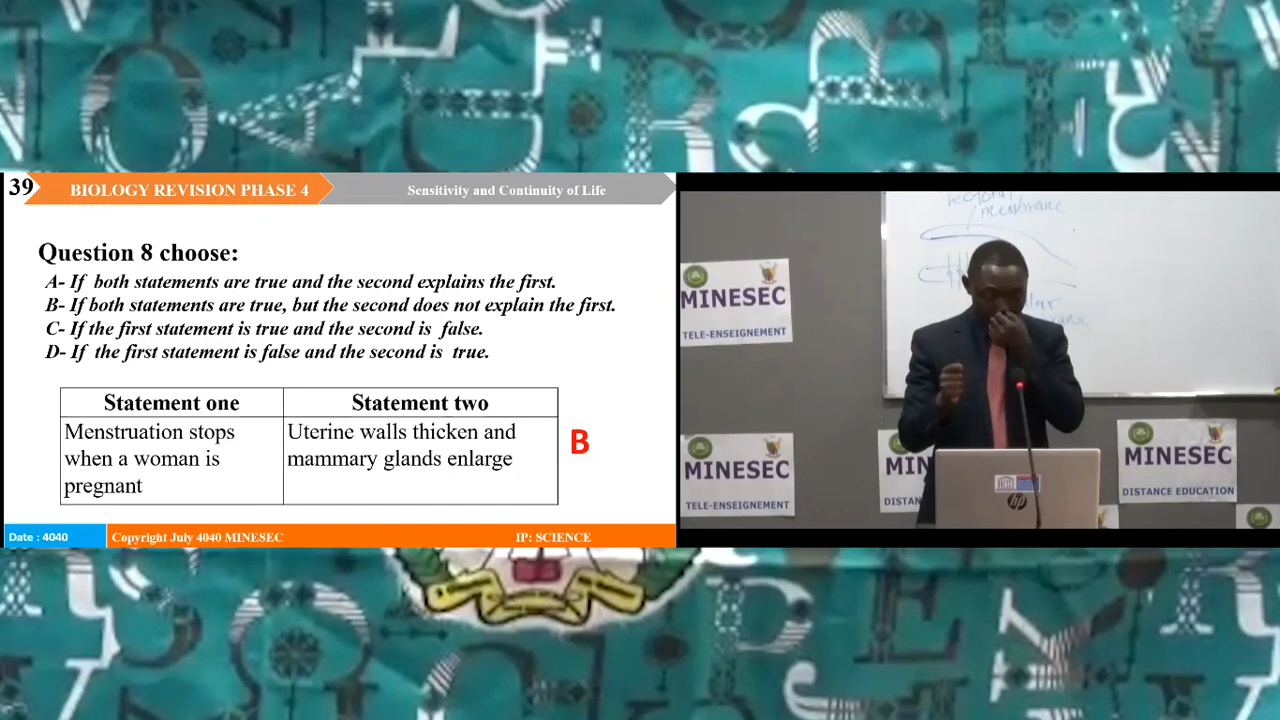 39
BIOLOGY REVISION PHASE 4
Sensitivity and Continuity of Life
Question 8 choose:
A- If both statements are true and the second explains the first.
B- If both statements are true, but the second does not explain the first.
C- If the first statement is true and the second is false.
D- If the first statement is false and the second is true.
Statement one
Statement two
Menstruation stops
when a woman is
pregnant
Uterine walls thicken and
mammary glands enlarge
B
Date : 4040
Copyright July 4040 MINESEC
IP: SCIENCE
membrane
MINESEC
TELE-ENSEIGNEMENT
MINESEC
TELE-ENSEIGNEMENT
MIN
DISTAN
MINESEC
DISTANCE EDUCATION
hp